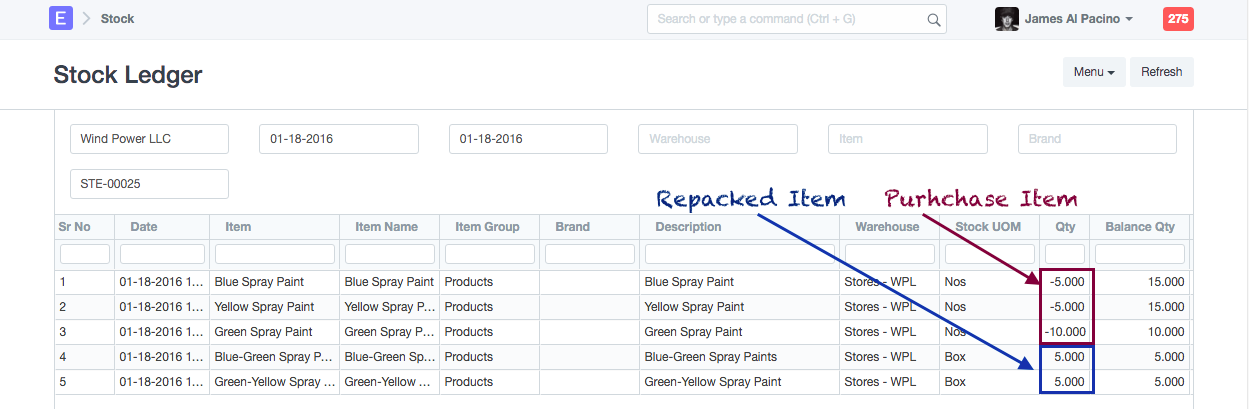 E Stock Search or type a command (Ctrl + G) James Al Pacino 275
Stock Ledger Menu Refresh
Wind Power LLC 01-18-2016 01-18-2016 Warehouse Item Brand
STE-00025
Repacked Item Purhchase Item
Sr No Date Item Item Name Item Group Brand Description Warehouse Stock UOM Qty Balance Qty
1 01-18-2016 1... Blue Spray Paint Blue Spray Paint Products Blue Spray Paint Stores - WPL Nos -5.000 15.000
2 01-18-2016 1... Yellow Spray Paint Yellow Spray P... Products Yellow Spray Paint Stores - WPL Nos -5.000 15.000
3 01-18-2016 1... Green Spray Paint Green Spray P... Products Green Spray Paint Stores - WPL Nos -10.000 10.000
4 01-18-2016 1... Blue-Green Spray P... Blue-Green Sp... Products Blue-Green Spray Paints Stores - WPL Box 5.000 5.000
5 01-18-2016 1... Green-Yellow Spray ... Green-Yellow ... Products Green-Yellow Spray Paint Stores - WPL Box 5.000 5.000